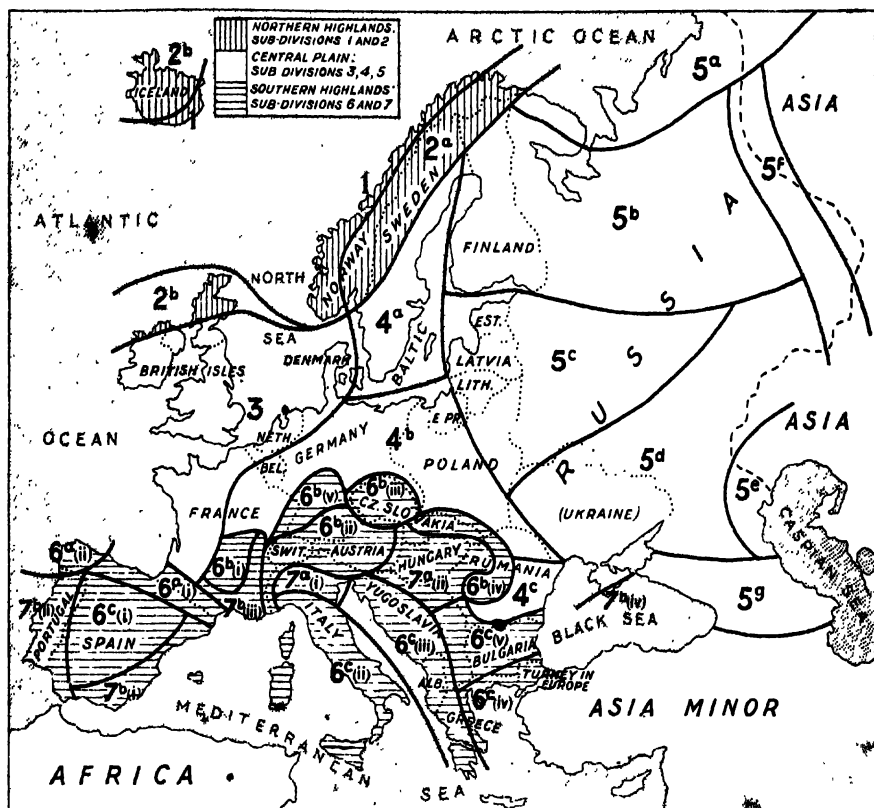 NORTHERN HIGHLANDS.
SUB-DIVISIONS 1 AND 2
CENTRAL PLAIN:
SUB DIVISIONS 3, 4, 5
SOUTHERN HIGHLANDS
SUB-DIVISIONS 6 AND 7
ARCTIC OCEAN
2b
ICELAND
5a
ASIA
5f
2a
1
ATLANTIC
NORWAY
SWEDEN
5b
FINLAND
RUSSIA
NORTH
SEA
2b
4a
BALTIC
EST.
DENMARK
LATVIA
LITH.
5c
BRITISH ISLES
3
E PR.
ASIA
OCEAN
NETH.
BEL.
GERMANY
4b
POLAND
5d
5e
(UKRAINE)
CASPIAN SEA
6b(v)
6b(iii)
CZ. SLOVAKIA
FRANCE
6b(ii)
SWIT.
AUSTRIA
HUNGARY
RUMANIA
6a(ii)
6b(i)
7a(i)
7a(ii)
6b(iv)
4c
7b(iv)
5g
7b(ii)
6a(i)
7b(iii)
PORTUGAL
6c(i)
SPAIN
ITALY
YUGOSLAVIA
BLACK SEA
6c(iii)
6c(v)
BULGARIA
7b(i)
6c(ii)
ALB.
TURKEY IN
EUROPE
6c(iv)
GREECE
MEDITERRANEAN
SEA
ASIA MINOR
AFRICA